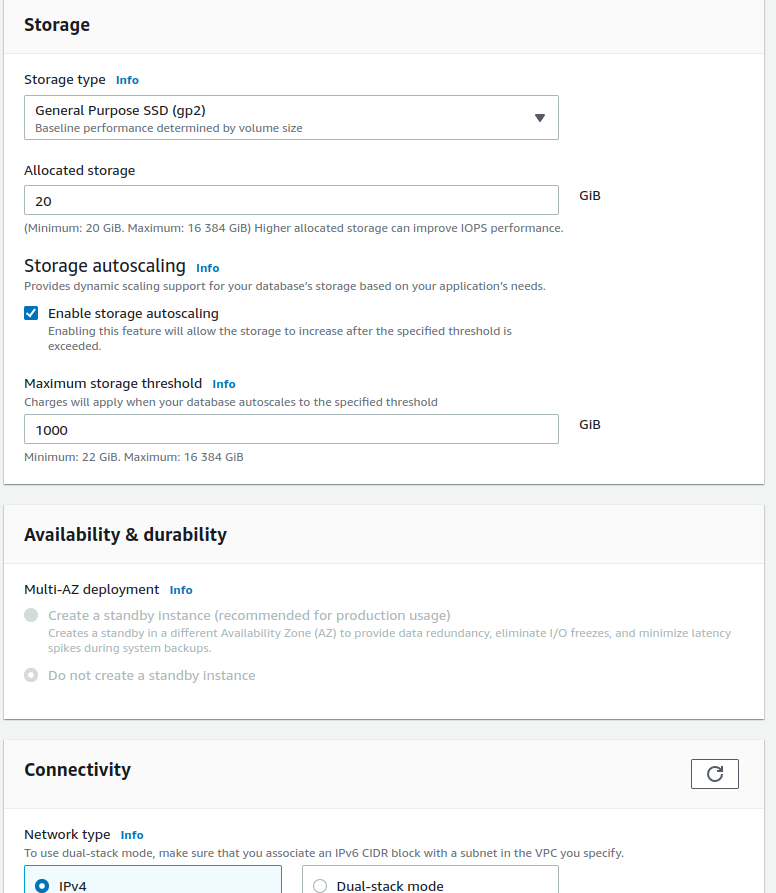 Storage
Storage type Info
General Purpose SSD (gp2)
Baseline performance determined by volume size
Allocated storage
20 GiB
(Minimum: 20 GiB. Maximum: 16 384 GiB) Higher allocated storage can improve IOPS performance.
Storage autoscaling Info
Provides dynamic scaling support for your database's storage based on your application's needs.
Enable storage autoscaling
Enabling this feature will allow the storage to increase after the specified threshold is
exceeded.
Maximum storage threshold Info
Charges will apply when your database autoscales to the specified threshold
1000 GiB
Minimum: 22 GiB. Maximum: 16 384 GiB
Availability & durability
Multi-AZ deployment Info
Create a standby instance (recommended for production usage)
Creates a standby in a different Availability Zone (AZ) to provide data redundancy, eliminate I/O freezes, and minimize latency
spikes during system backups.
Do not create a standby instance
Connectivity
Network type Info
To use dual-stack mode, make sure that you associate an IPv6 CIDR block with a subnet in the VPC you specify.
IPv4 Dual-stack mode